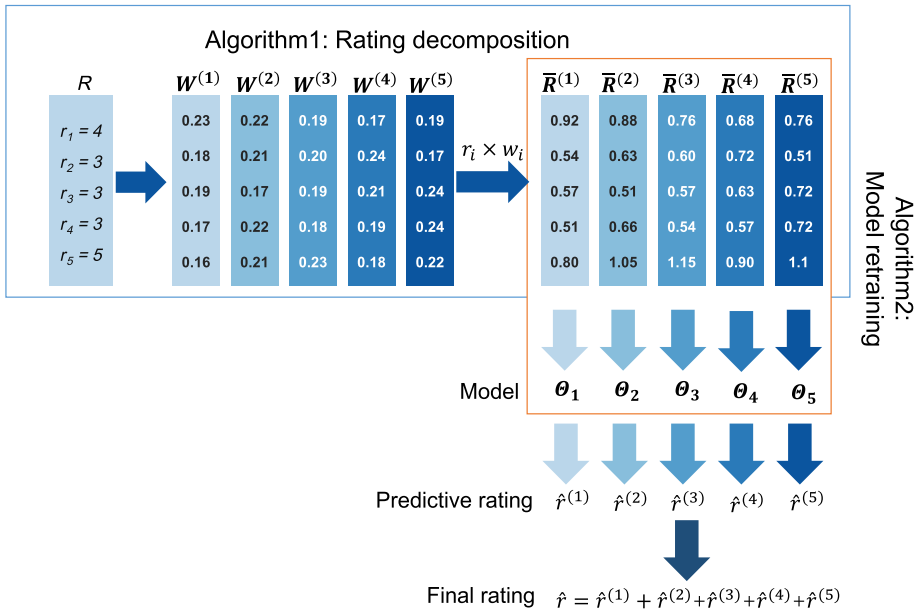 Algorithm1: Rating decomposition
R W⁽¹⁾ W⁽²⁾ W⁽³⁾ W⁽⁴⁾ W⁽⁵⁾ R̅⁽¹⁾ R̅⁽²⁾ R̅⁽³⁾ R̅⁽⁴⁾ R̅⁽⁵⁾
r₁ = 4 0.23 0.22 0.19 0.17 0.19 0.92 0.88 0.76 0.68 0.76
r₂ = 3 0.18 0.21 0.20 0.24 0.17 0.54 0.63 0.60 0.72 0.51
rᵢ × wᵢ
r₃ = 3 0.19 0.17 0.19 0.21 0.24 0.57 0.51 0.57 0.63 0.72
r₄ = 3 0.17 0.22 0.18 0.19 0.24 0.51 0.66 0.54 0.57 0.72
r₅ = 5 0.16 0.21 0.23 0.18 0.22 0.80 1.05 1.15 0.90 1.1
Algorithm2:
Model retraining
Model Θ₁ Θ₂ Θ₃ Θ₄ Θ₅
Predictive rating r̂⁽¹⁾ r̂⁽²⁾ r̂⁽³⁾ r̂⁽⁴⁾ r̂⁽⁵⁾
Final rating r̂ = r̂⁽¹⁾ + r̂⁽²⁾+r̂⁽³⁾+r̂⁽⁴⁾+r̂⁽⁵⁾